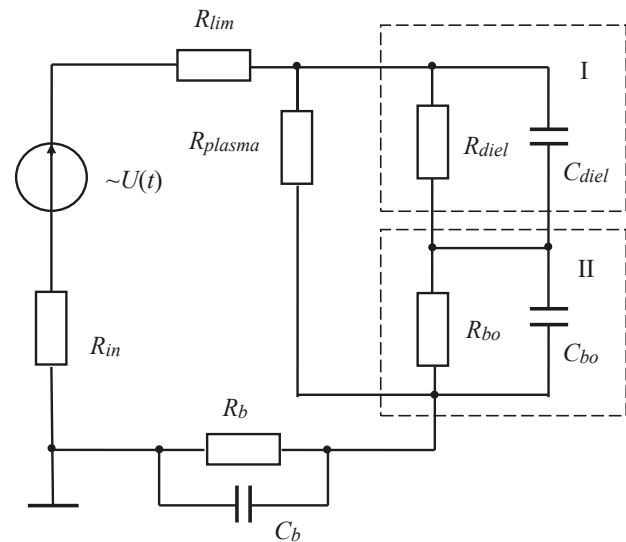 R_lim
I
R_plasma
R_diel
C_diel
~U(t)
II
R_in
R_bo
C_bo
R_b
C_b